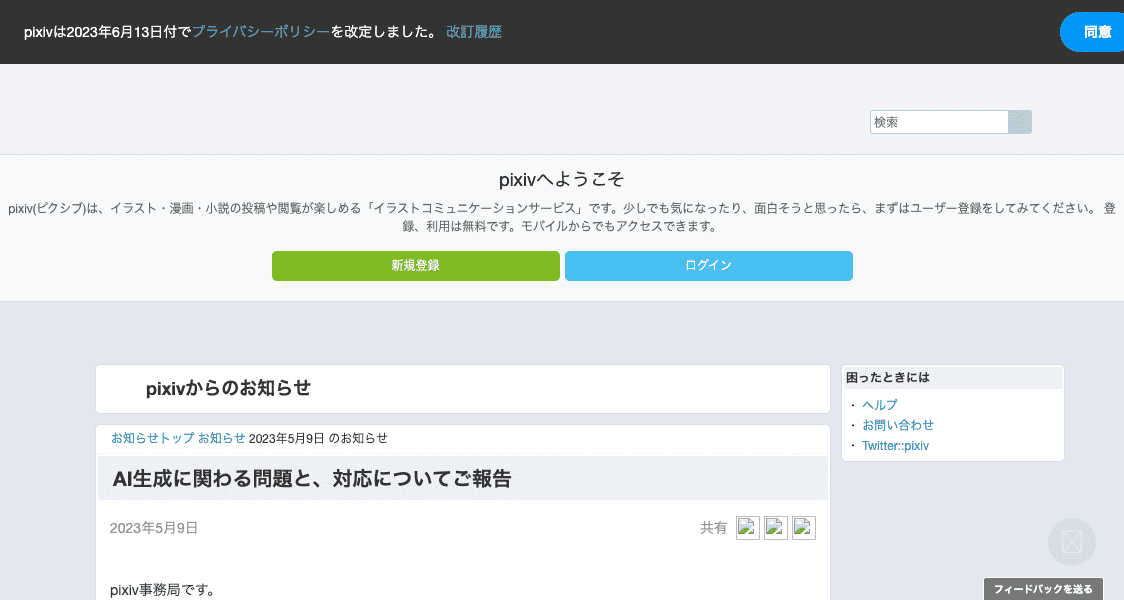 pixivは2023年6月13日付でプライバシーポリシーを改定しました。 改訂履歴
同意
検索
pixivへようこそ
pixiv(ピクシブ)は、イラスト・漫画・小説の投稿や閲覧が楽しめる「イラストコミュニケーションサービス」です。少しでも気になったり、面白そうと思ったら、まずはユーザー登録をしてみてください。 登
録、利用は無料です。モバイルからでもアクセスできます。
新規登録
ログイン
pixivからのお知らせ
お知らせトップ お知らせ 2023年5月9日 のお知らせ
AI生成に関わる問題と、対応についてご報告
2023年5月9日
共有
pixiv事務局です。
困ったときには
・ ヘルプ
・ お問い合わせ
・ Twitter::pixiv
フィードバックを送る